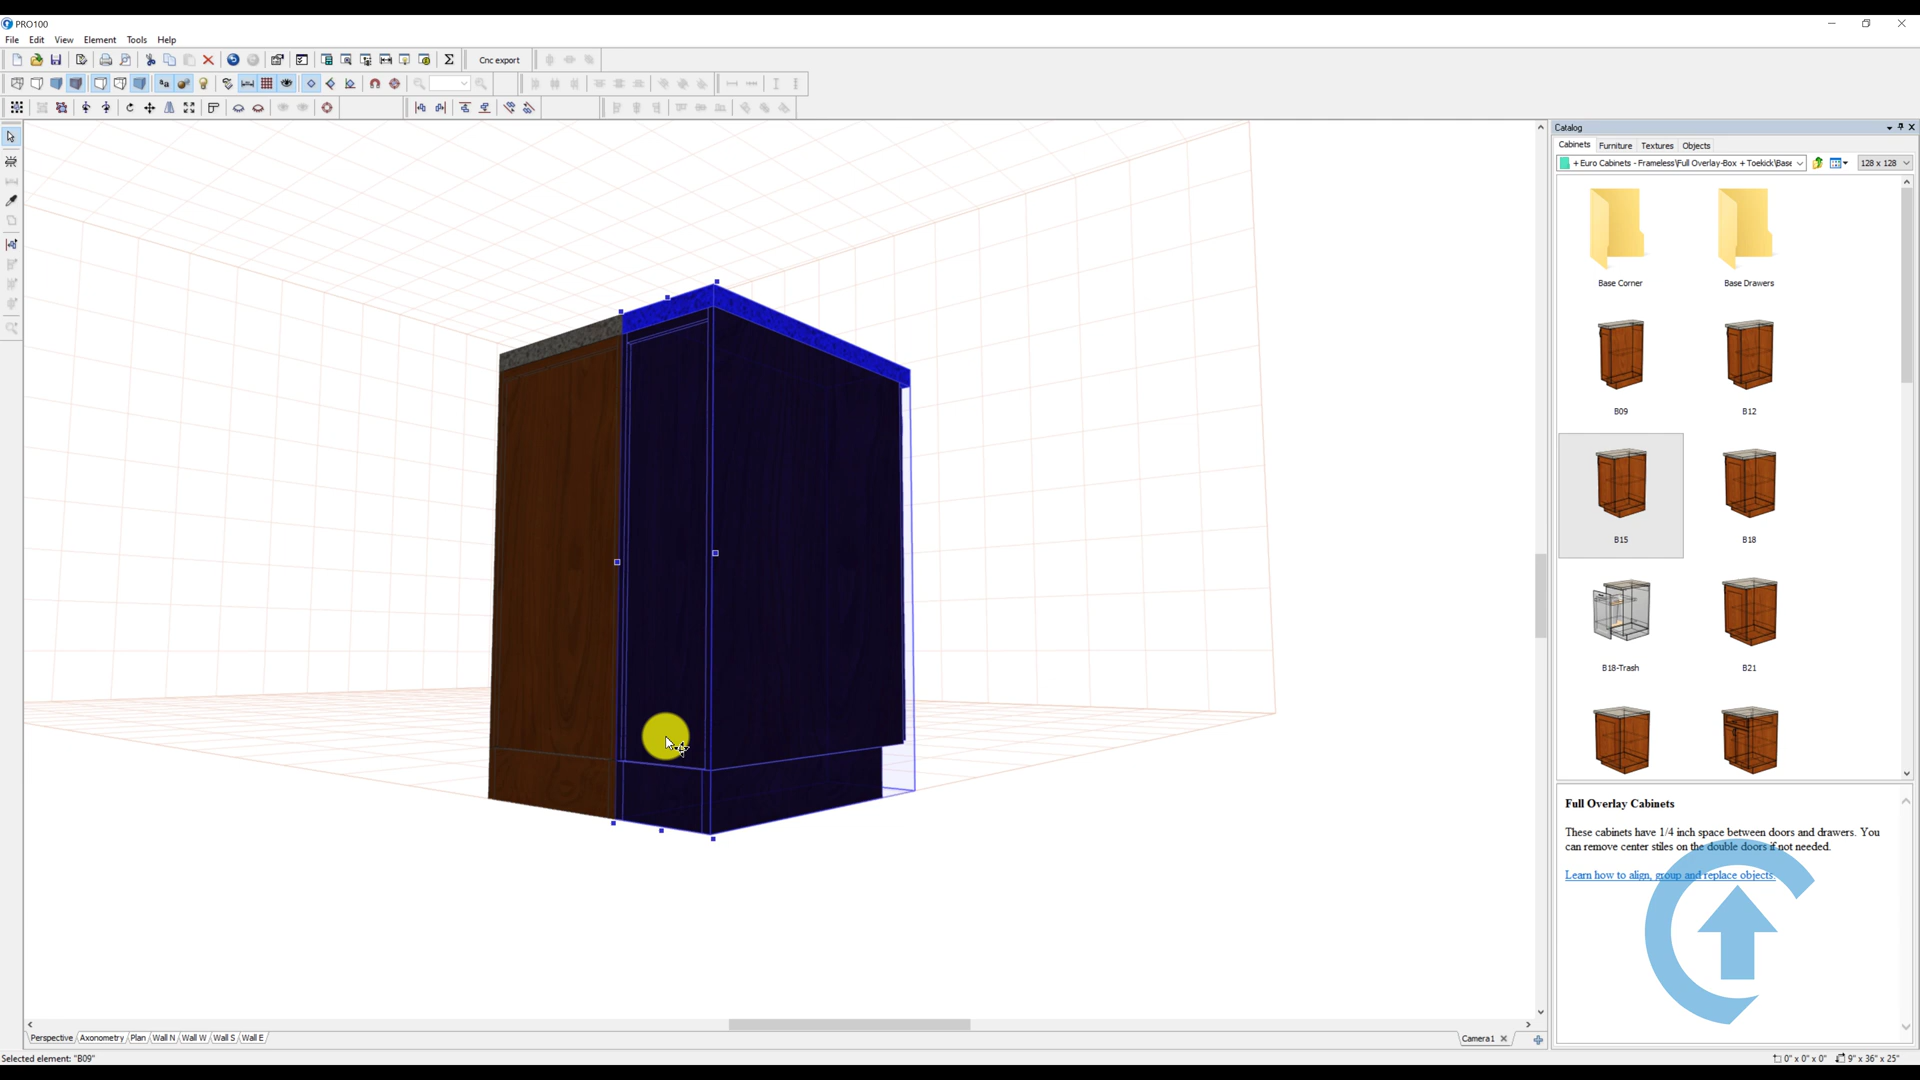 PRO100
File Edit View Element Tools Help
Cnc export
Catalog
Cabinets Furniture Textures Objects
+ Euro Cabinets - Frameless\Full Overlay-Box + Toekick\Base
128 x 128
Base Corner
Base Drawers
B09
B12
B15
B18
B18-Trash
B21
Full Overlay Cabinets
These cabinets have 1/4 inch space between doors and drawers. You
can remove center stiles on the double doors if not needed.
Learn how to align, group and replace objects.
Perspective Axonometry Plan Wall N Wall W Wall S Wall E
Camera1
Selected element: "B09"
0" x 0" x 0" 9" x 36" x 25"